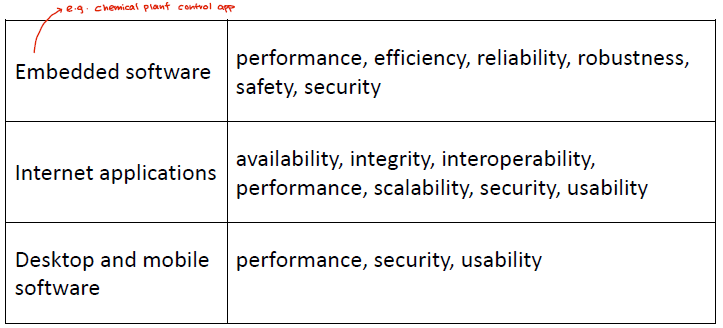 e.g. chemical plant control app
Embedded software
performance, efficiency, reliability, robustness,
safety, security
Internet applications
availability, integrity, interoperability,
performance, scalability, security, usability
Desktop and mobile
software
performance, security, usability